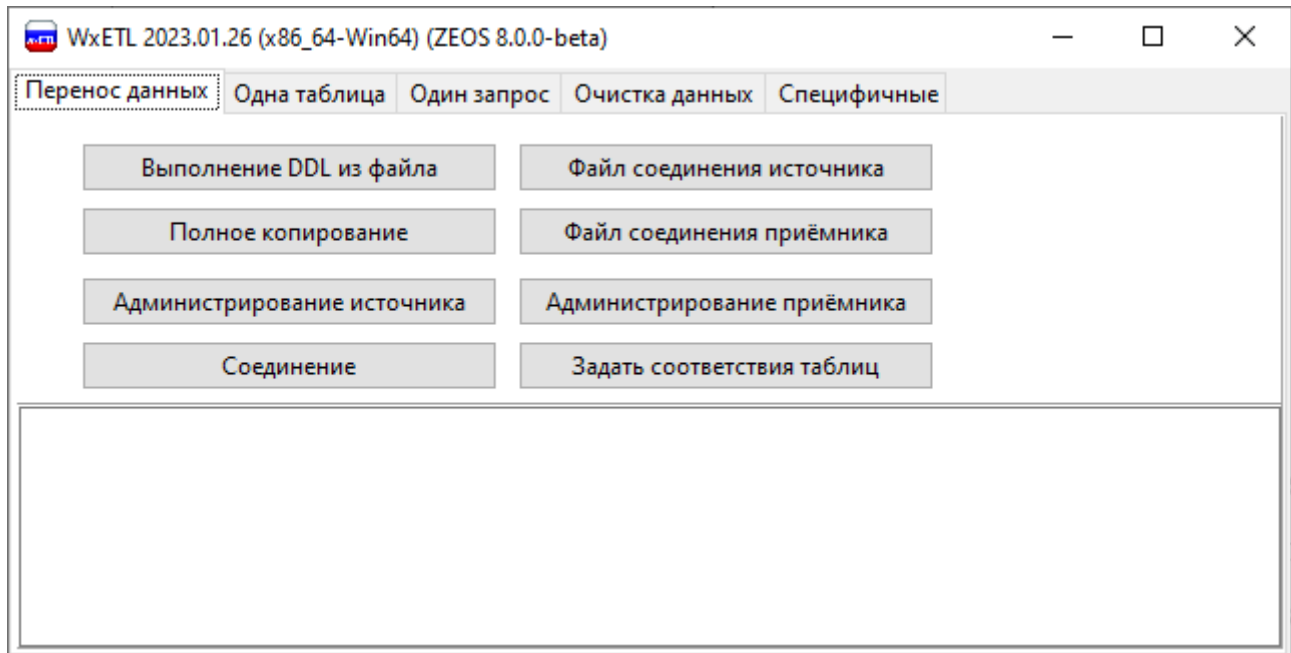 WxETL 2023.01.26 (x86_64-Win64) (ZEOS 8.0.0-beta)
Перенос данных Одна таблица Один запрос Очистка данных Специфичные
Выполнение DDL из файла Файл соединения источника
Полное копирование Файл соединения приёмника
Администрирование источника Администрирование приёмника
Соединение Задать соответствия таблиц